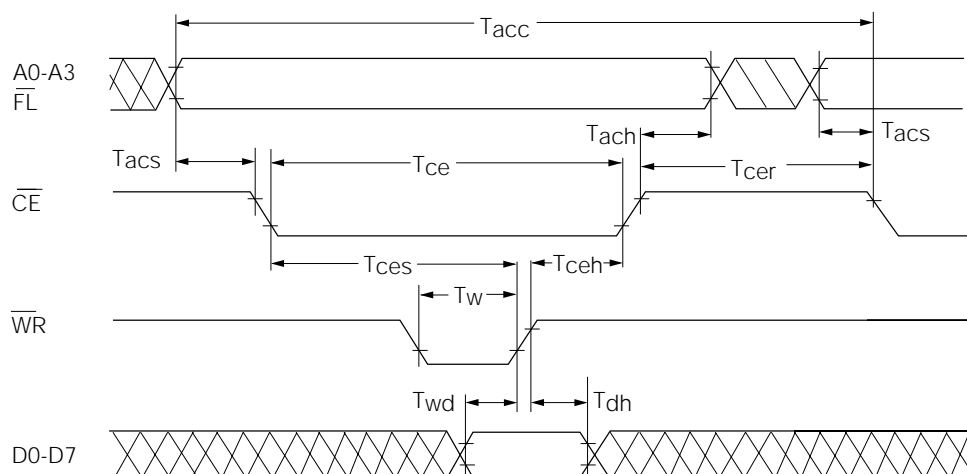 Tacc
A0-A3
FL
Tach
Tacs
Tacs
Tce
Tcer
CE
Tces
Tceh
Tw
WR
Twd
Tdh
D0-D7